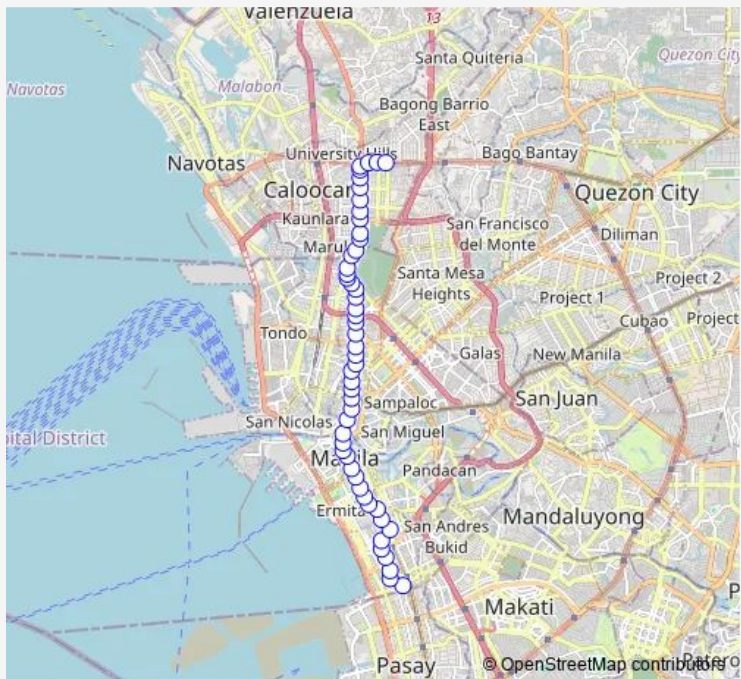 Valenzuela
13
Santa Quiteria
Quezon City
Navotas
Malabon
Bagong Barrio
East
University Hills
Bago Bantay
Navotas
Caloocan
Quezon City
Kaunlara
San Francisco
del Monte
Diliman
Marul
Santa Mesa
Heights
Project 2
Project 1
Cubao
Project
Tondo
Galas
New Manila
San Juan
Sampaloc
San Nicolas
San Miguel
pital District
Manila
Pandacan
Ermita
San Andres
Bukid
Mandaluyong
Makati
P
Pasay
© OpenStreetMap contributors
Patero